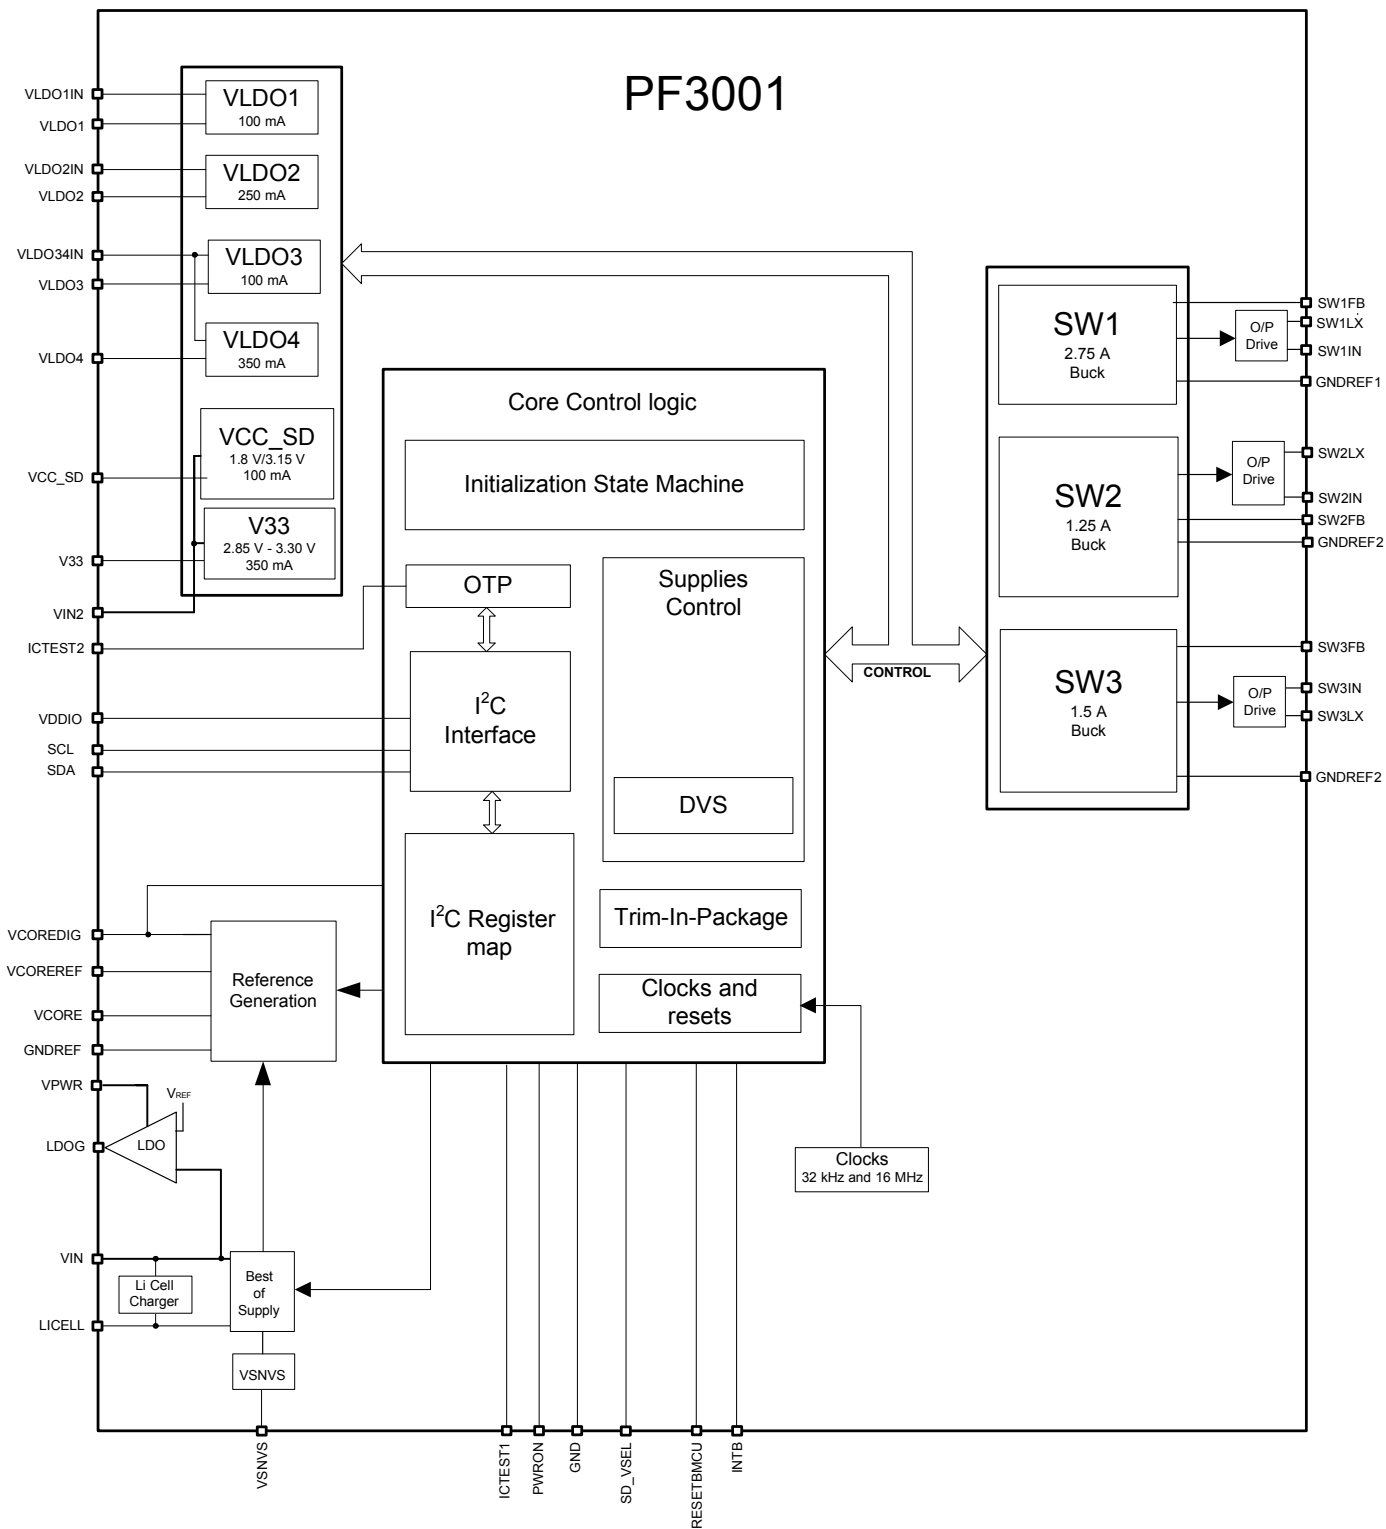 PF3001
VLDO1IN
VLDO1
VLDO2IN
VLDO2
VLDO34IN
VLDO3
VLDO4
VCC_SD
V33
VIN2
ICTEST2
VDDIO
SCL
SDA
VCOREDIG
VCOREREF
VCORE
GNDREF
VPWR
LDOG
VIN
LICELL
VLDO1
100 mA
VLDO2
250 mA
VLDO3
100 mA
VLDO4
350 mA
VCC_SD
1.8 V/3.15 V
100 mA
V33
2.85 V - 3.30 V
350 mA
Core Control logic
Initialization State Machine
OTP
I2C
Interface
I2C Register
map
Supplies
Control
DVS
Trim-In-Package
Clocks and
resets
CONTROL
SW1
2.75 A
Buck
SW2
1.25 A
Buck
SW3
1.5 A
Buck
O/P
Drive
O/P
Drive
O/P
Drive
SW1FB
SW1LX
SW1IN
GNDREF1
SW2LX
SW2IN
SW2FB
GNDREF2
SW3FB
SW3IN
SW3LX
GNDREF2
Reference
Generation
VREF
LDO
Li Cell
Charger
Best
of
Supply
VSNVS
Clocks
32 kHz and 16 MHz
VSNVS
ICTEST1
PWRON
GND
SD_VSEL
RESETBMCU
INTB